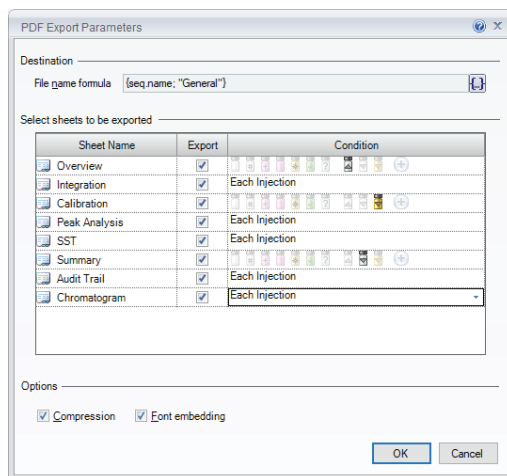 PDF Export Parameters
Destination
File name formula {seq.name; "General"}
Select sheets to be exported
Sheet Name Export Condition
Overview
Integration Each Injection
Calibration
Peak Analysis Each Injection
SST Each Injection
Summary
Audit Trail Each Injection
Chromatogram Each Injection
Options
Compression Font embedding
OK Cancel